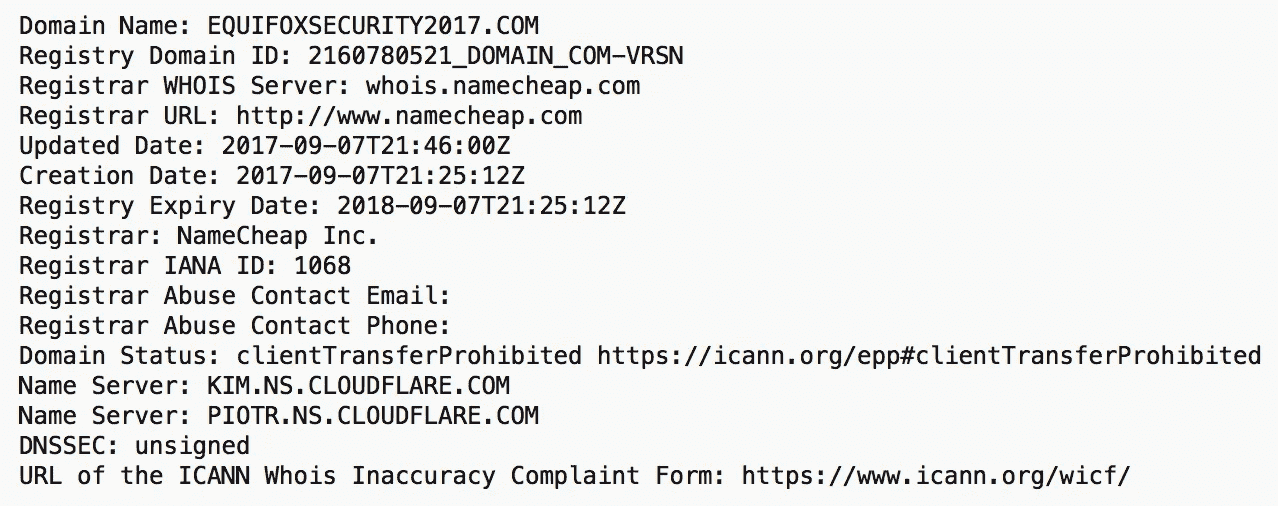 Domain Name: EQUIFOXSECURITY2017.COM
Registry Domain ID: 2160780521_DOMAIN_COM-VRSN
Registrar WHOIS Server: whois.namecheap.com
Registrar URL: http://www.namecheap.com
Updated Date: 2017-09-07T21:46:00Z
Creation Date: 2017-09-07T21:25:12Z
Registry Expiry Date: 2018-09-07T21:25:12Z
Registrar: NameCheap Inc.
Registrar IANA ID: 1068
Registrar Abuse Contact Email:
Registrar Abuse Contact Phone:
Domain Status: clientTransferProhibited https://icann.org/epp#clientTransferProhibited
Name Server: KIM.NS.CLOUDFLARE.COM
Name Server: PIOTR.NS.CLOUDFLARE.COM
DNSSEC: unsigned
URL of the ICANN Whois Inaccuracy Complaint Form: https://www.icann.org/wicf/